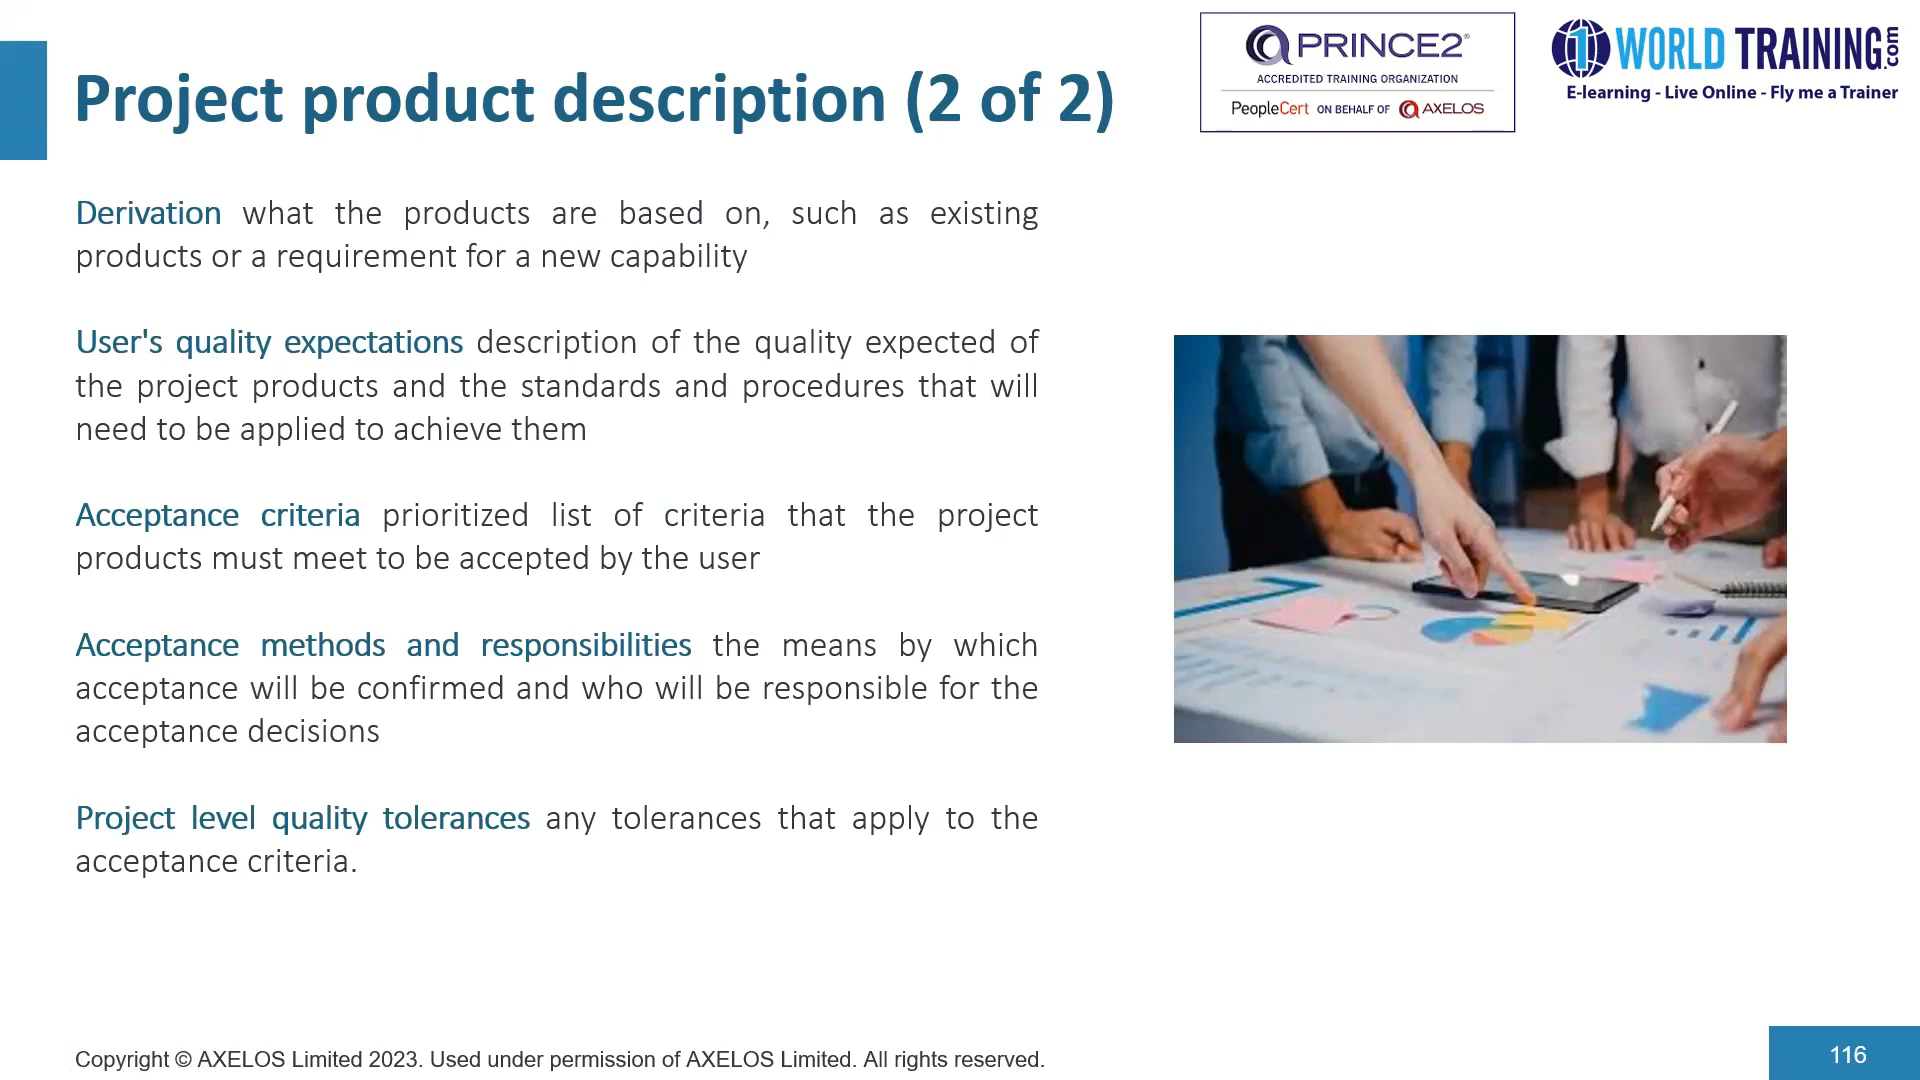 PRINCE2®
ACCREDITED TRAINING ORGANIZATION
PeopleCert ON BEHALF OF AXELOS
1 WORLD TRAINING.com
E-learning - Live Online - Fly me a Trainer
Project product description (2 of 2)
Derivation what the products are based on, such as existing
products or a requirement for a new capability
User's quality expectations description of the quality expected of
the project products and the standards and procedures that will
need to be applied to achieve them
Acceptance criteria prioritized list of criteria that the project
products must meet to be accepted by the user
Acceptance methods and responsibilities the means by which
acceptance will be confirmed and who will be responsible for the
acceptance decisions
Project level quality tolerances any tolerances that apply to the
acceptance criteria.
Copyright © AXELOS Limited 2023. Used under permission of AXELOS Limited. All rights reserved.
116